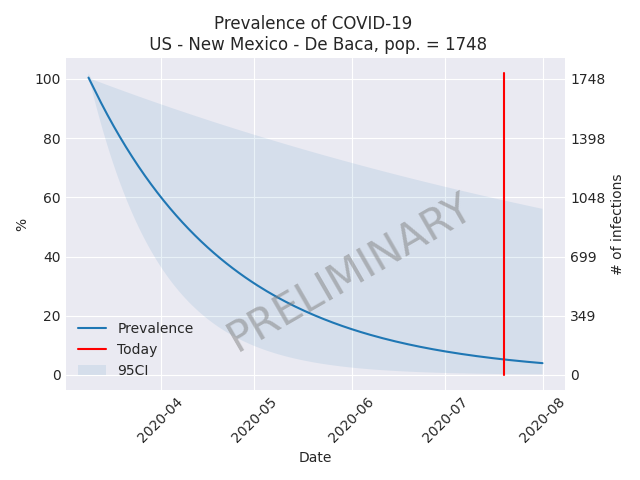 Prevalence of COVID-19
US - New Mexico - De Baca, pop. = 1748
100
80
60
40
20
0
%
1748
1398
1048
699
349
0
# of infections
PRELIMINARY
Prevalence
Today
95CI
2020-04
2020-05
2020-06
2020-07
2020-08
Date